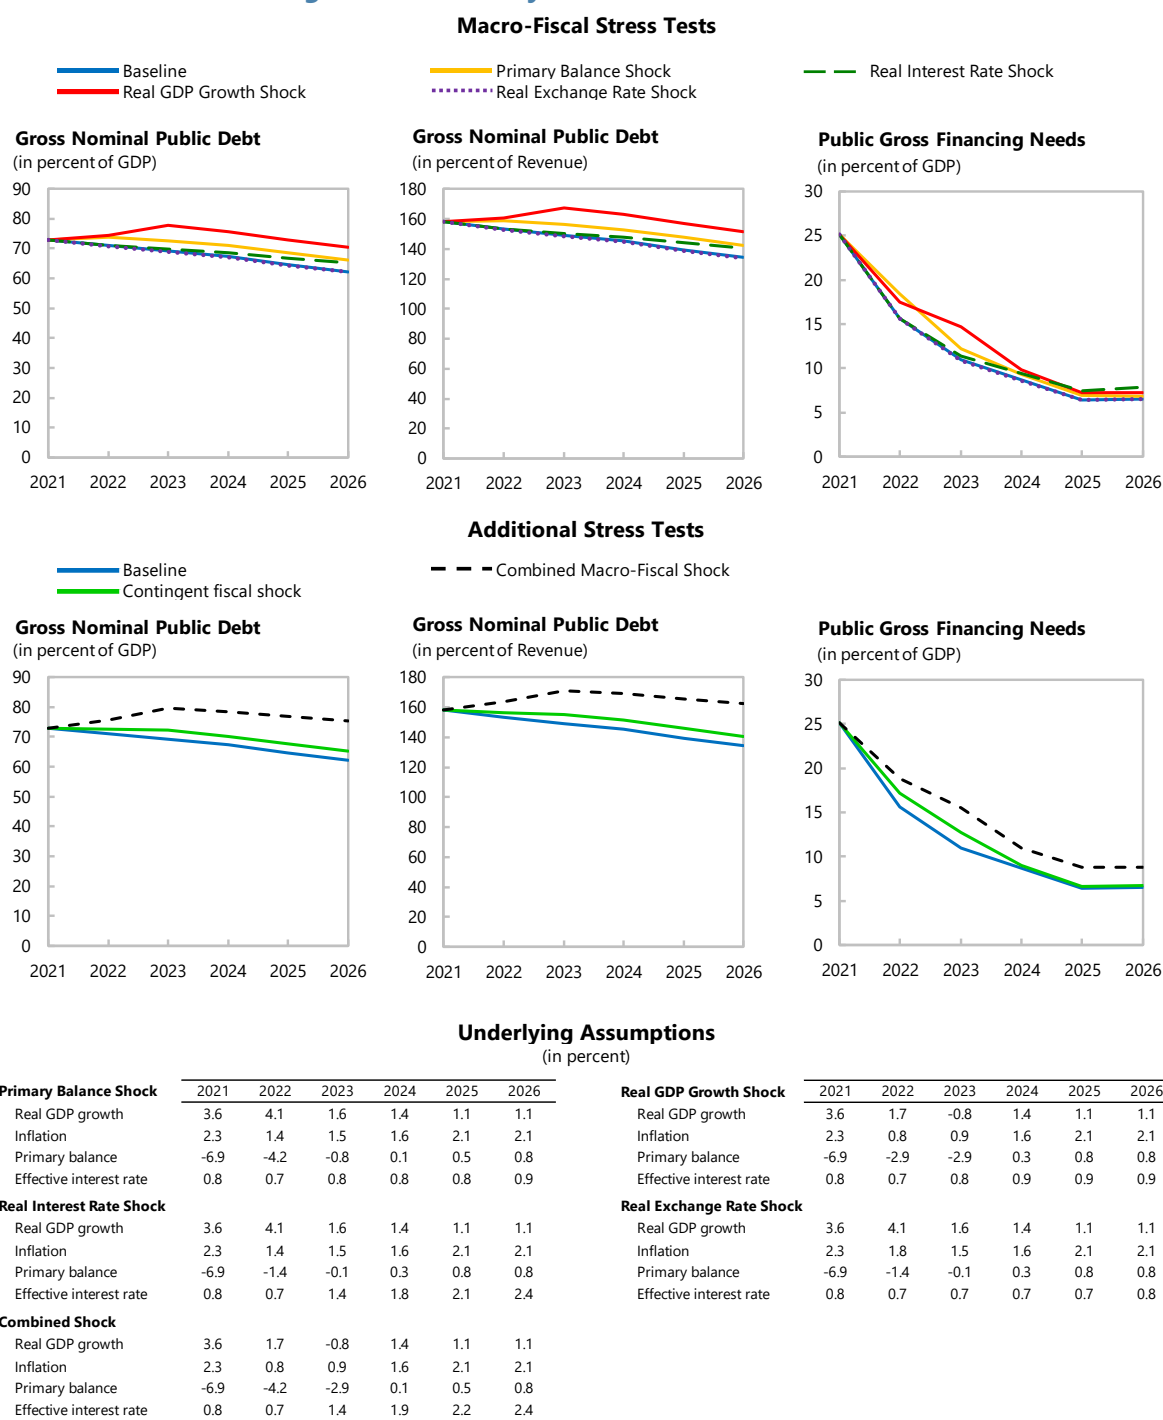 Macro-Fiscal Stress Tests
Baseline
Primary Balance Shock
Real Interest Rate Shock
Real GDP Growth Shock
Real Exchange Rate Shock
Gross Nominal Public Debt
(in percent of GDP)
90
80
70
60
50
40
30
20
10
0
2021 2022 2023 2024 2025 2026
Gross Nominal Public Debt
(in percent of Revenue)
180
160
140
120
100
80
60
40
20
0
2021 2022 2023 2024 2025 2026
Public Gross Financing Needs
(in percent of GDP)
30
25
20
15
10
5
0
2021 2022 2023 2024 2025 2026
Additional Stress Tests
Baseline
Combined Macro-Fiscal Shock
Contingent fiscal shock
Gross Nominal Public Debt
(in percent of GDP)
90
80
70
60
50
40
30
20
10
0
2021 2022 2023 2024 2025 2026
Gross Nominal Public Debt
(in percent of Revenue)
180
160
140
120
100
80
60
40
20
0
2021 2022 2023 2024 2025 2026
Public Gross Financing Needs
(in percent of GDP)
30
25
20
15
10
5
0
2021 2022 2023 2024 2025 2026
Underlying Assumptions
(in percent)
Primary Balance Shock 2021 2022 2023 2024 2025 2026
Real GDP growth 3.6 4.1 1.6 1.4 1.1 1.1
Inflation 2.3 1.4 1.5 1.6 2.1 2.1
Primary balance -6.9 -4.2 -0.8 0.1 0.5 0.8
Effective interest rate 0.8 0.7 0.8 0.8 0.8 0.9
Real GDP Growth Shock 2021 2022 2023 2024 2025 2026
Real GDP growth 3.6 1.7 -0.8 1.4 1.1 1.1
Inflation 2.3 0.8 0.9 1.6 2.1 2.1
Primary balance -6.9 -2.9 -2.9 0.3 0.8 0.8
Effective interest rate 0.8 0.7 0.8 0.9 0.9 0.9
Real Interest Rate Shock
Real GDP growth 3.6 4.1 1.6 1.4 1.1 1.1
Inflation 2.3 1.4 1.5 1.6 2.1 2.1
Primary balance -6.9 -1.4 -0.1 0.3 0.8 0.8
Effective interest rate 0.8 0.7 1.4 1.8 2.1 2.4
Real Exchange Rate Shock
Real GDP growth 3.6 4.1 1.6 1.4 1.1 1.1
Inflation 2.3 1.8 1.5 1.6 2.1 2.1
Primary balance -6.9 -1.4 -0.1 0.3 0.8 0.8
Effective interest rate 0.8 0.7 0.7 0.7 0.7 0.8
Combined Shock
Real GDP growth 3.6 1.7 -0.8 1.4 1.1 1.1
Inflation 2.3 0.8 0.9 1.6 2.1 2.1
Primary balance -6.9 -4.2 -2.9 0.1 0.5 0.8
Effective interest rate 0.8 0.7 1.4 1.9 2.2 2.4